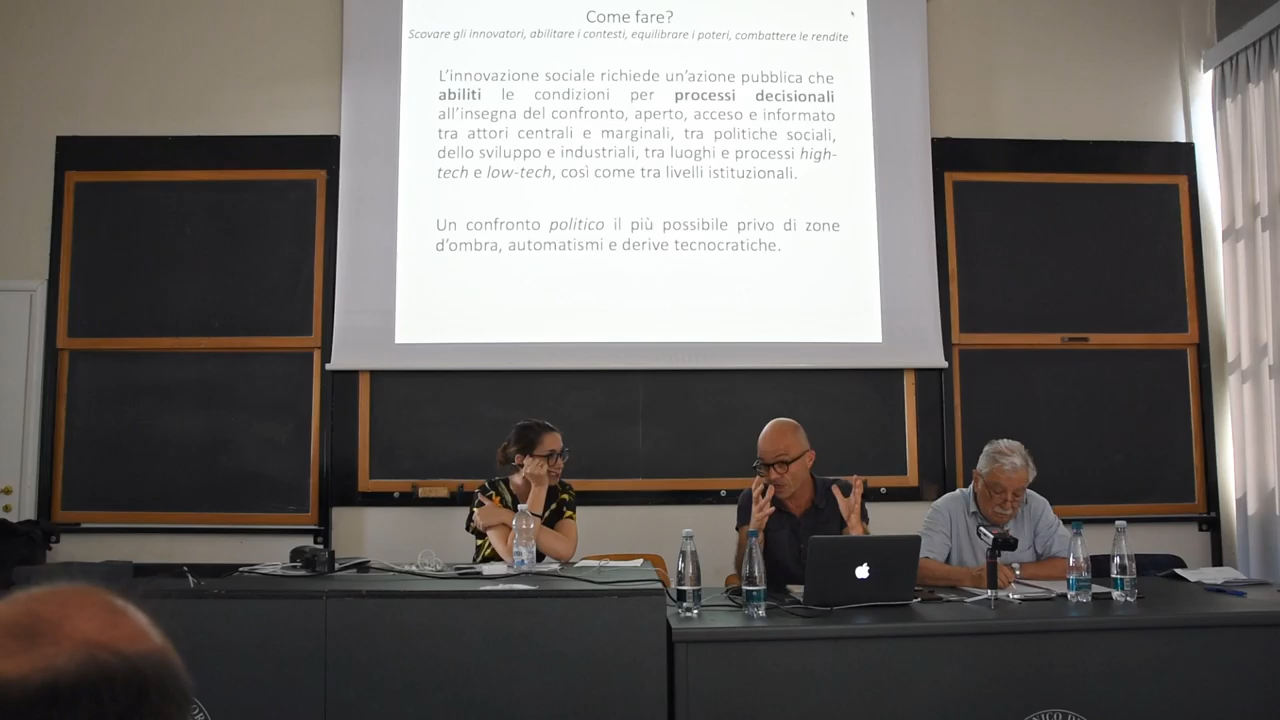 Come fare?
Scovare gli innovatori, abilitare i contesti, equilibrare i poteri, combattere le rendite
L’innovazione sociale richiede un’azione pubblica che
abiliti le condizioni per processi decisionali
all’insegna del confronto, aperto, acceso e informato
tra attori centrali e marginali, tra politiche sociali,
dello sviluppo e industriali, tra luoghi e processi high-
tech e low-tech, così come tra livelli istituzionali.
Un confronto politico il più possibile privo di zone
d’ombra, automatismi e derive tecnocratiche.